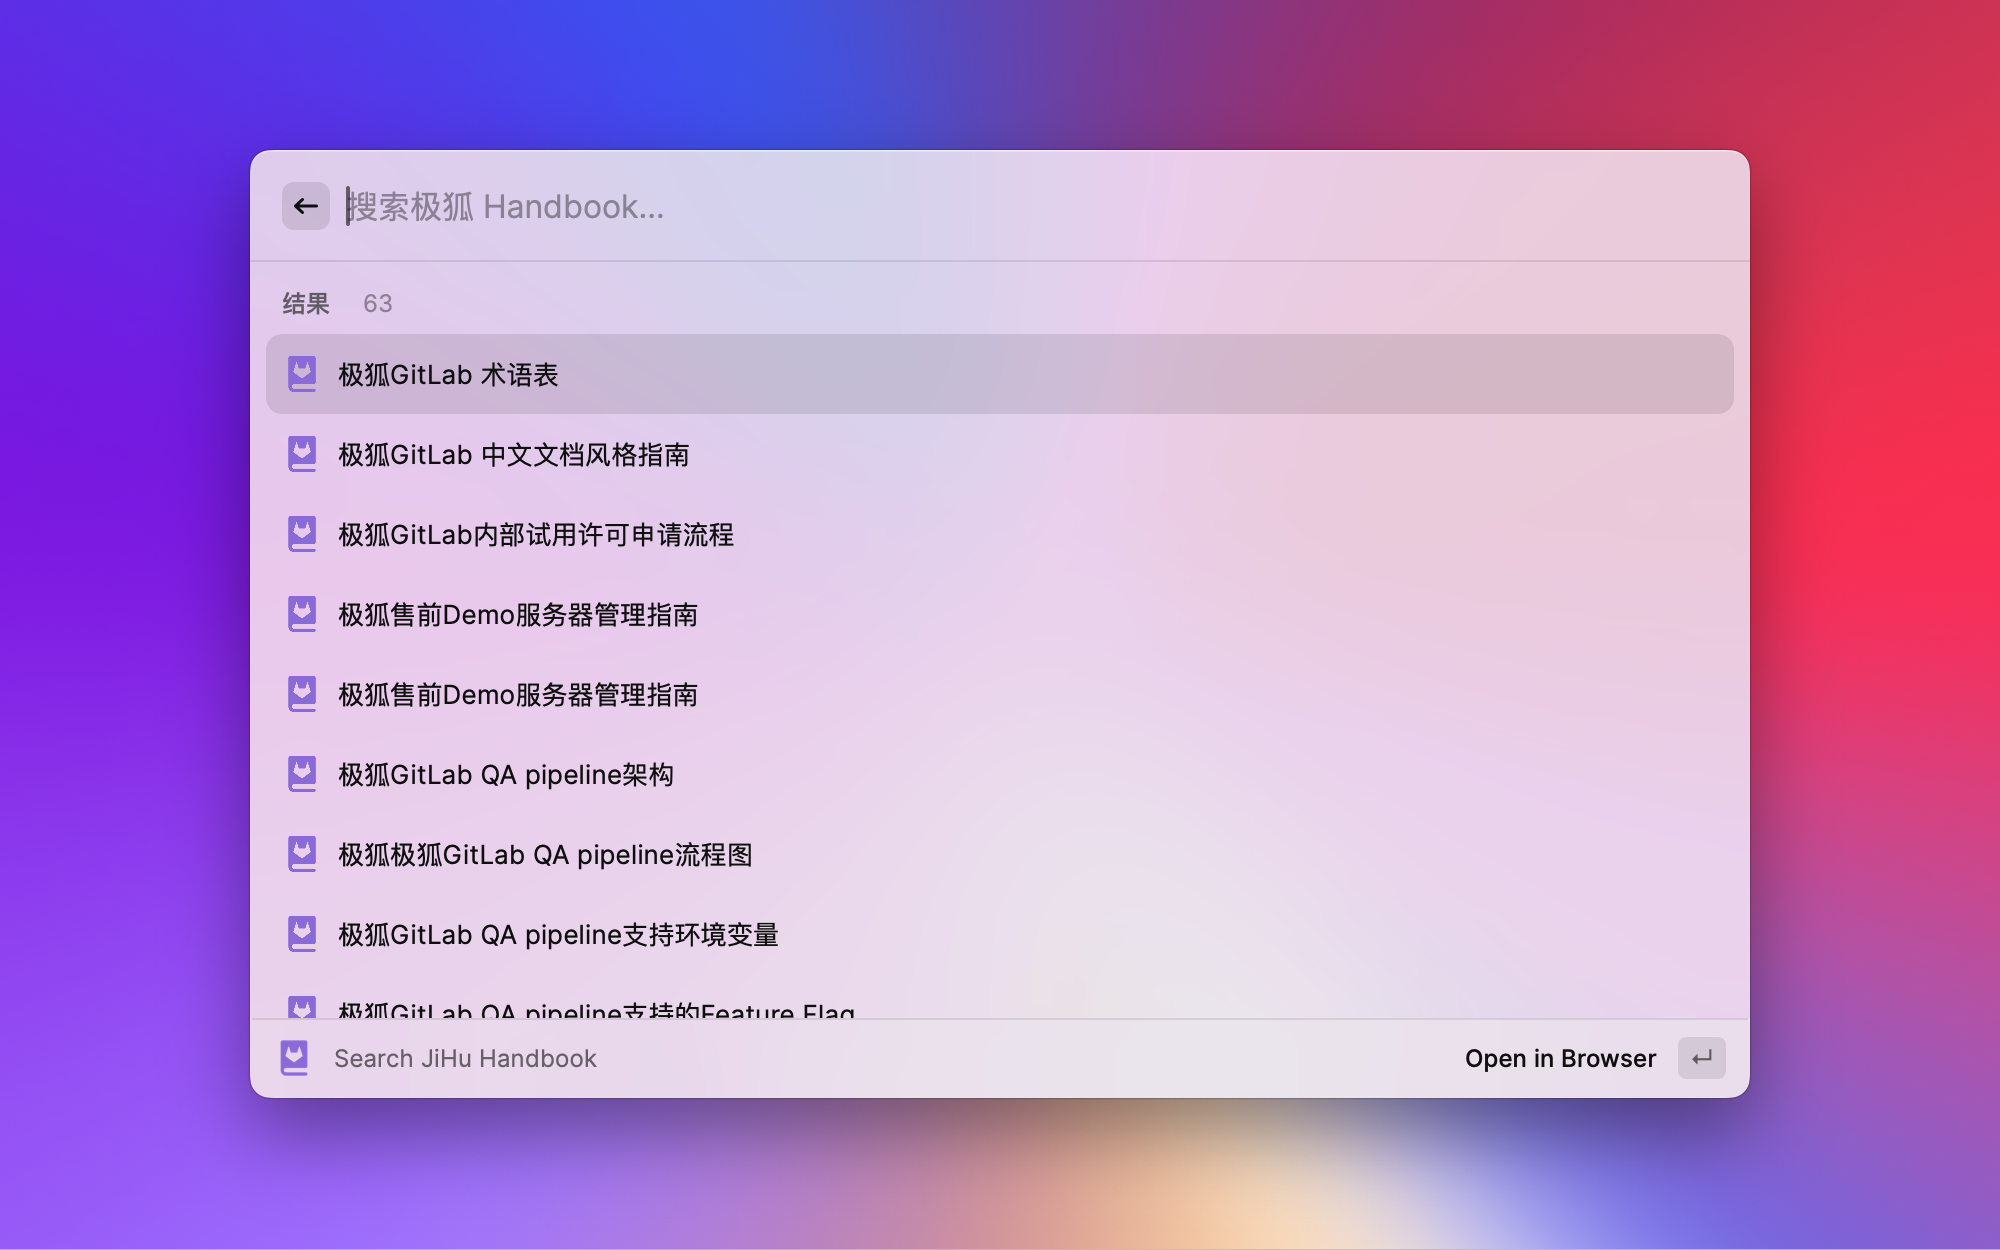 搜索极狐 Handbook...
结果 63
极狐GitLab 术语表
极狐GitLab 中文文档风格指南
极狐GitLab内部试用许可申请流程
极狐售前Demo服务器管理指南
极狐售前Demo服务器管理指南
极狐GitLab QA pipeline架构
极狐极狐GitLab QA pipeline流程图
极狐GitLab QA pipeline支持环境变量
极狐GitLab QA pipeline支持的Feature Flag
Search JiHu Handbook
Open in Browser